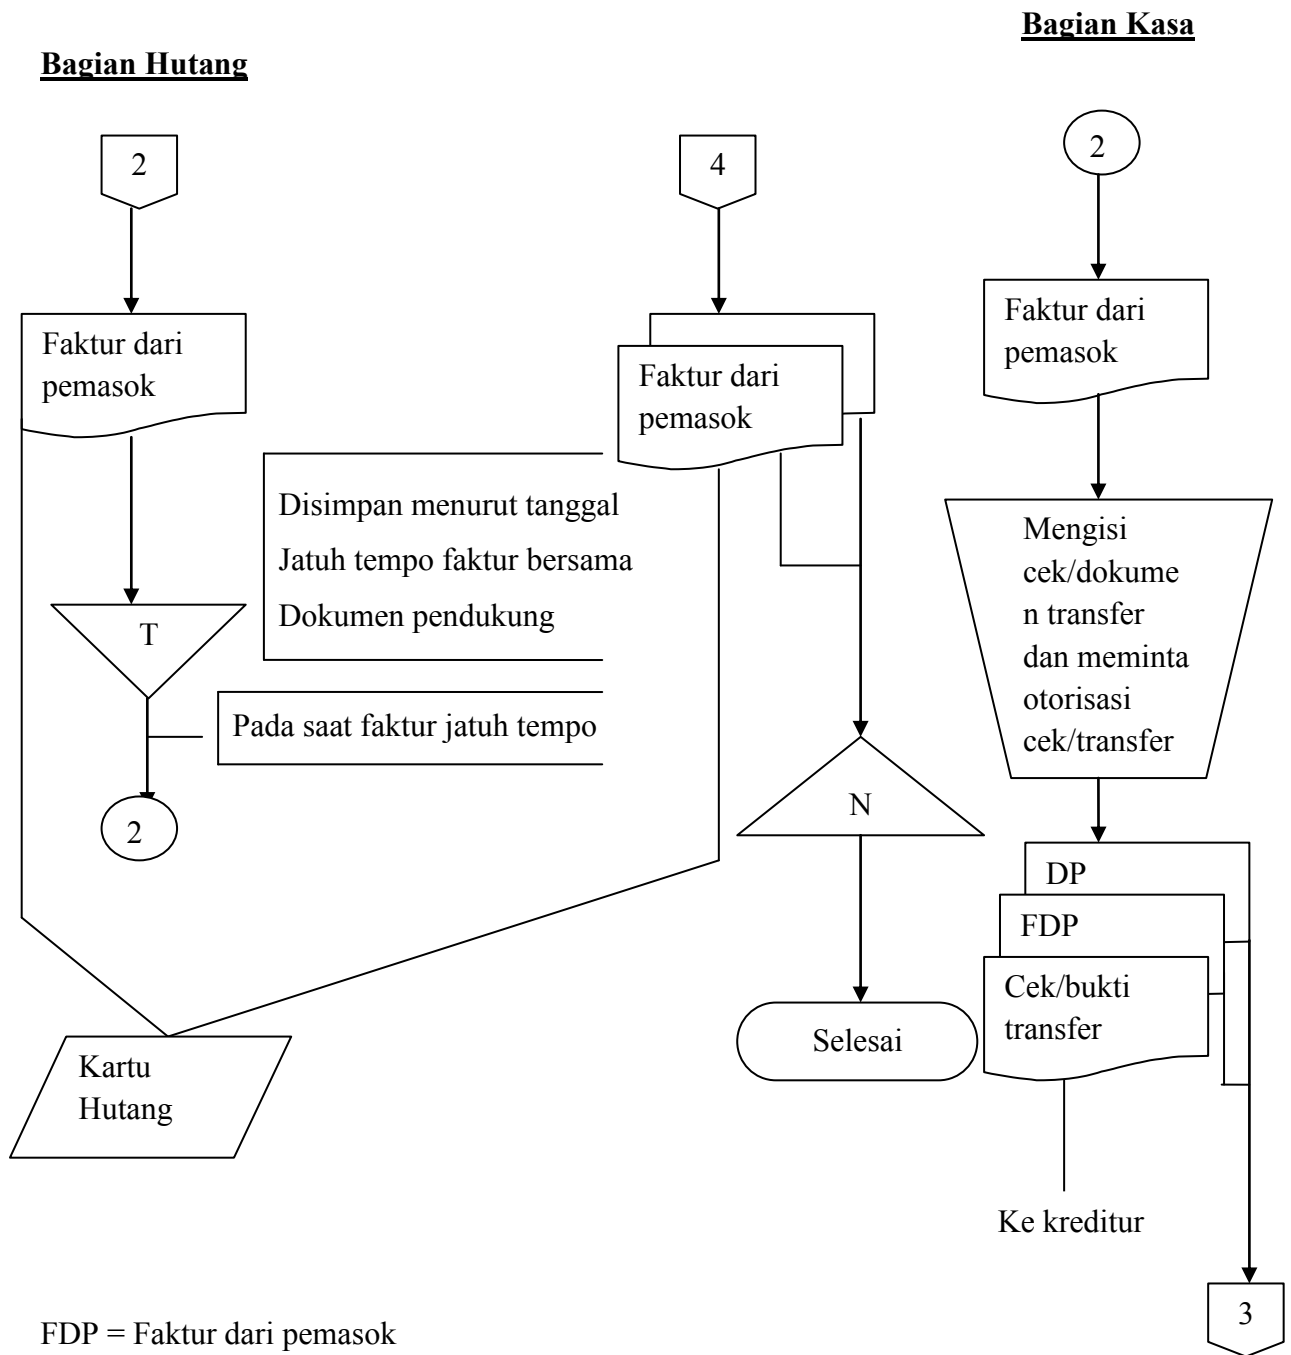 Bagian Kasa
Bagian Hutang
2
4
2
Faktur dari
pemasok
Faktur dari
pemasok
Faktur dari
pemasok
Disimpan menurut tanggal
Jatuh tempo faktur bersama
Dokumen pendukung
T
Pada saat faktur jatuh tempo
2
Mengisi
cek/dokume
n transfer
dan meminta
otorisasi
cek/transfer
N
DP
FDP
Cek/bukti
transfer
Selesai
Kartu
Hutang
Ke kreditur
3
FDP = Faktur dari pemasok